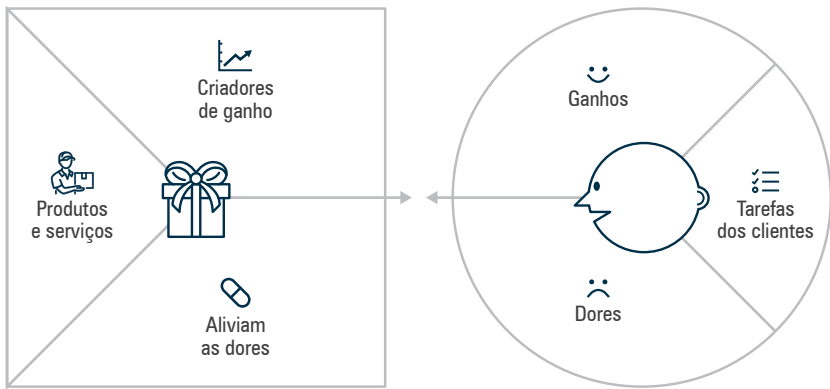 Criadores
de ganho
Produtos
e serviços
Aliviam
as dores
Ganhos
Tarefas
dos clientes
Dores